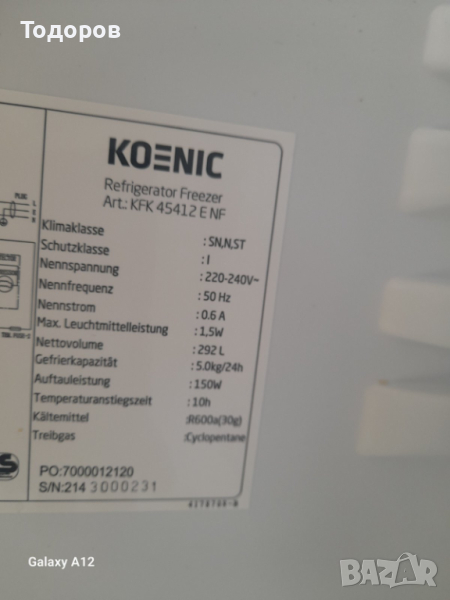 Тодоров
KOENIC
Refrigerator Freezer
Art.: KFK 45412 E NF
Klimaklasse : SN,N,ST
Schutzklasse : I
Nennspannung : 220-240V~
Nennfrequenz : 50 Hz
Nennstrom : 0.6 A
Max. Leuchtmittelleistung : 1,5W
Nettovolume : 292 L
Gefrierkapazität : 5.0kg/24h
Auftauleistung : 150W
Temperaturanstiegszeit : 10h
Kältemittel :R600a(30g)
Treibgas :Cyclopentane
PO:7000012120
S/N:214 3000231
Galaxy A12
BAZAR